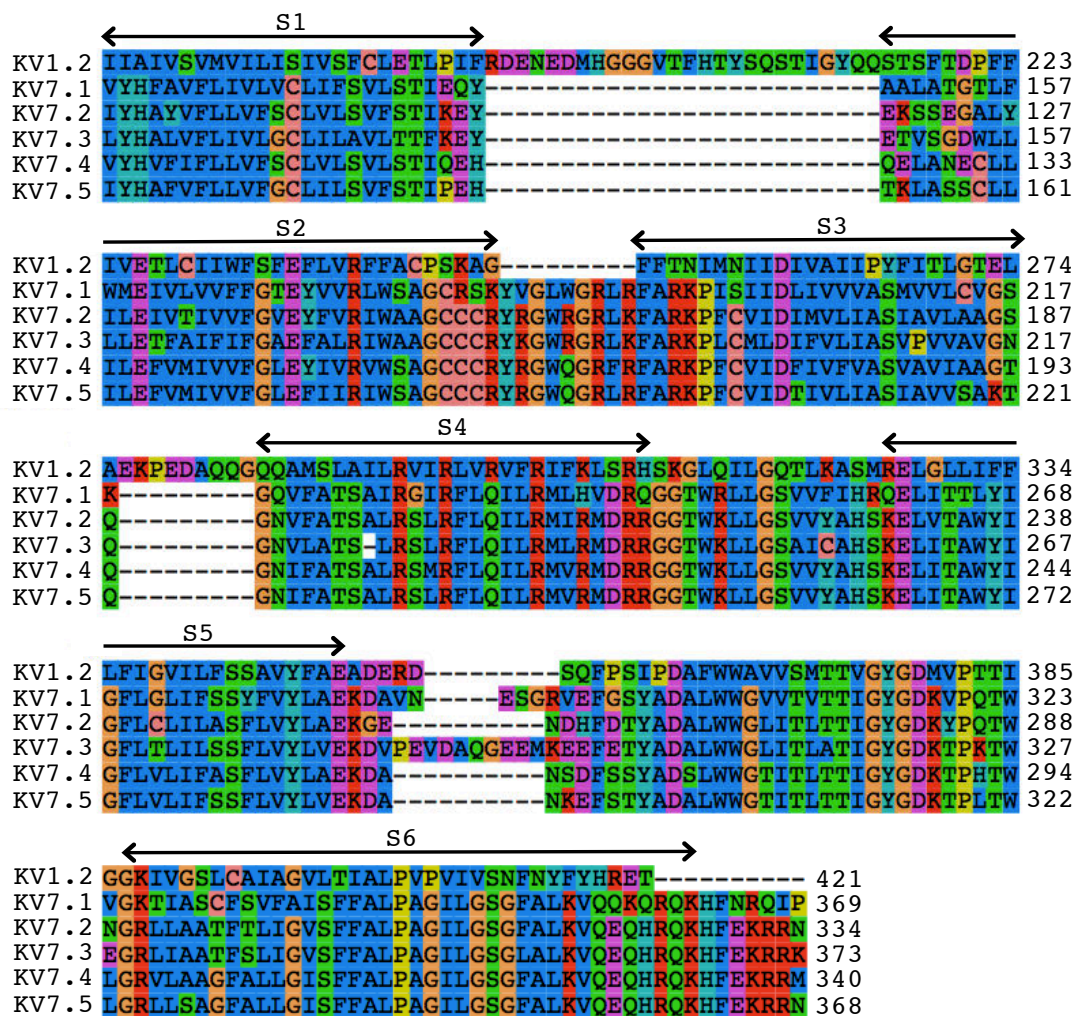 S1
KV1.2 IIAIVSVMVILISIVSFCLETLPIFRDENEDMHGGGVTFHTYSQSTIGYQQSTSFTDPFF 223
KV7.1 VYHFAVFLIVLVCLIFSVLSTIEQY--------------------------AALATGTLF 157
KV7.2 IYHAYVFLLVFSCLVLSVFSTIKEY--------------------------EKSSEGALY 127
KV7.3 LYHALVFLIVLGCLILAVLTTFKEY--------------------------ETVSGDWLL 157
KV7.4 VYHVFIFLLVFSCLVLSVLSTIQEH--------------------------QELANECLL 133
KV7.5 IYHAFVFLLVFGCLILSVFSTIPEH--------------------------TKLASSCLL 161
S2 S3
KV1.2 IVETLCIIWFSFEFLVRFFACPSKAG---------FFTNIMNIIDIVAIIPYFITLGTEL 274
KV7.1 WMEIVLVVFFGTEYVVRLWSAGCRSKYVGLWGRLRFARKPISIIDLIVVVASMVVLCVGS 217
KV7.2 ILEIVTIVVFGVEYFVRIWAAGCCCRYRGWRGRLKFARKPFCVIDIMVLIASIAVLAAGS 187
KV7.3 LLETFAIFIFGAEFALRIWAAGCCCRYKGWRGRLKFARKPLCMLDIFVLIASVPVVAVGN 217
KV7.4 ILEFVMIVVFGLEYIVRVWSAGCCCRYRGWQGRFRFARKPFCVIDFIVFVASVAVIAAGT 193
KV7.5 ILEFVMIVVFGLEFIIRIWSAGCCCRYRGWQGRLRFARKPFCVIDTIVLIASIAVVSAKT 221
S4
KV1.2 AEKPEDAQQGQQAMSLAILRVIRLVRVFRIFKLSRHSKGLQILGQTLKASMRELGLLIFF 334
KV7.1 K---------GQVFATSAIRGIRFLQILRMLHVDRQGGTWRLLGSVVFIHRQELITTLYI 268
KV7.2 Q---------GNVFATSALRSLRFLQILRMIRMDRRGGTWKLLGSVVYAHSKELVTAWYI 238
KV7.3 Q---------GNVLATS-LRSLRFLQILRMLRMDRRGGTWKLLGSACAHSKELITAWYI 267
KV7.4 Q---------GNIFATSALRSMRFLQILRMVRMDRRGGTWKLLGSVVYAHSKELITAWYI 244
KV7.5 Q---------GNIFATSALRSLRFLQILRMVRMDRRGGTWKLLGSVVYAHSKELITAWYI 272
S5
KV1.2 LFIGVILFSSAVYFAEADERD---------SQFPSIPDAFWWAVVSMTTVGYGDMVPTTI 385
KV7.1 GFLGLIFSSYFVYLAEKDAVN-----ESGRVEFGSYADALWWGVVTVTTIGYGDKVPQTW 323
KV7.2 GFLCLILASFLVYLAEKGE----------NDHFDTYADALWWGLITLTTIGYGDKYPQTW 288
KV7.3 GFLTLILSSFLVYLVEKDVPEVDAQGEEMKEEFETYADALWWGLITLATIGYGDKTPKTW 327
KV7.4 GFLVLIFASFLVYLAEKDA----------NSDFSSYADSLWWGTITLTTIGYGDKTPHTW 294
KV7.5 GFLVLIFSSFLVYLVEKDA----------NKEFSTYADALWWGTITLTTIGYGDKTPLTW 322
S6
KV1.2 GGKIVGSLCAIAGVLTIALPVPVIVSNFNYFYHRET---------- 421
KV7.1 VGKTIASCFSVFAISFFALPAGILGSGFALKVQQKQRQKHFNRQIP 369
KV7.2 NGRLLAATFTLIGVSFFALPAGILGSGFALKVQEQHRQKHFEKRRN 334
KV7.3 EGRLIAATFSLIGVSFFALPAGILGSGLALKVQEQHRQKHFEKRRK 373
KV7.4 LGRVLAAGFALLGISFFALPAGILGSGFALKVQEQHRQKHFEKRRM 340
KV7.5 LGRLLSAGFALLGISFFALPAGILGSGFALKVQEQHRQKHFEKRRN 368